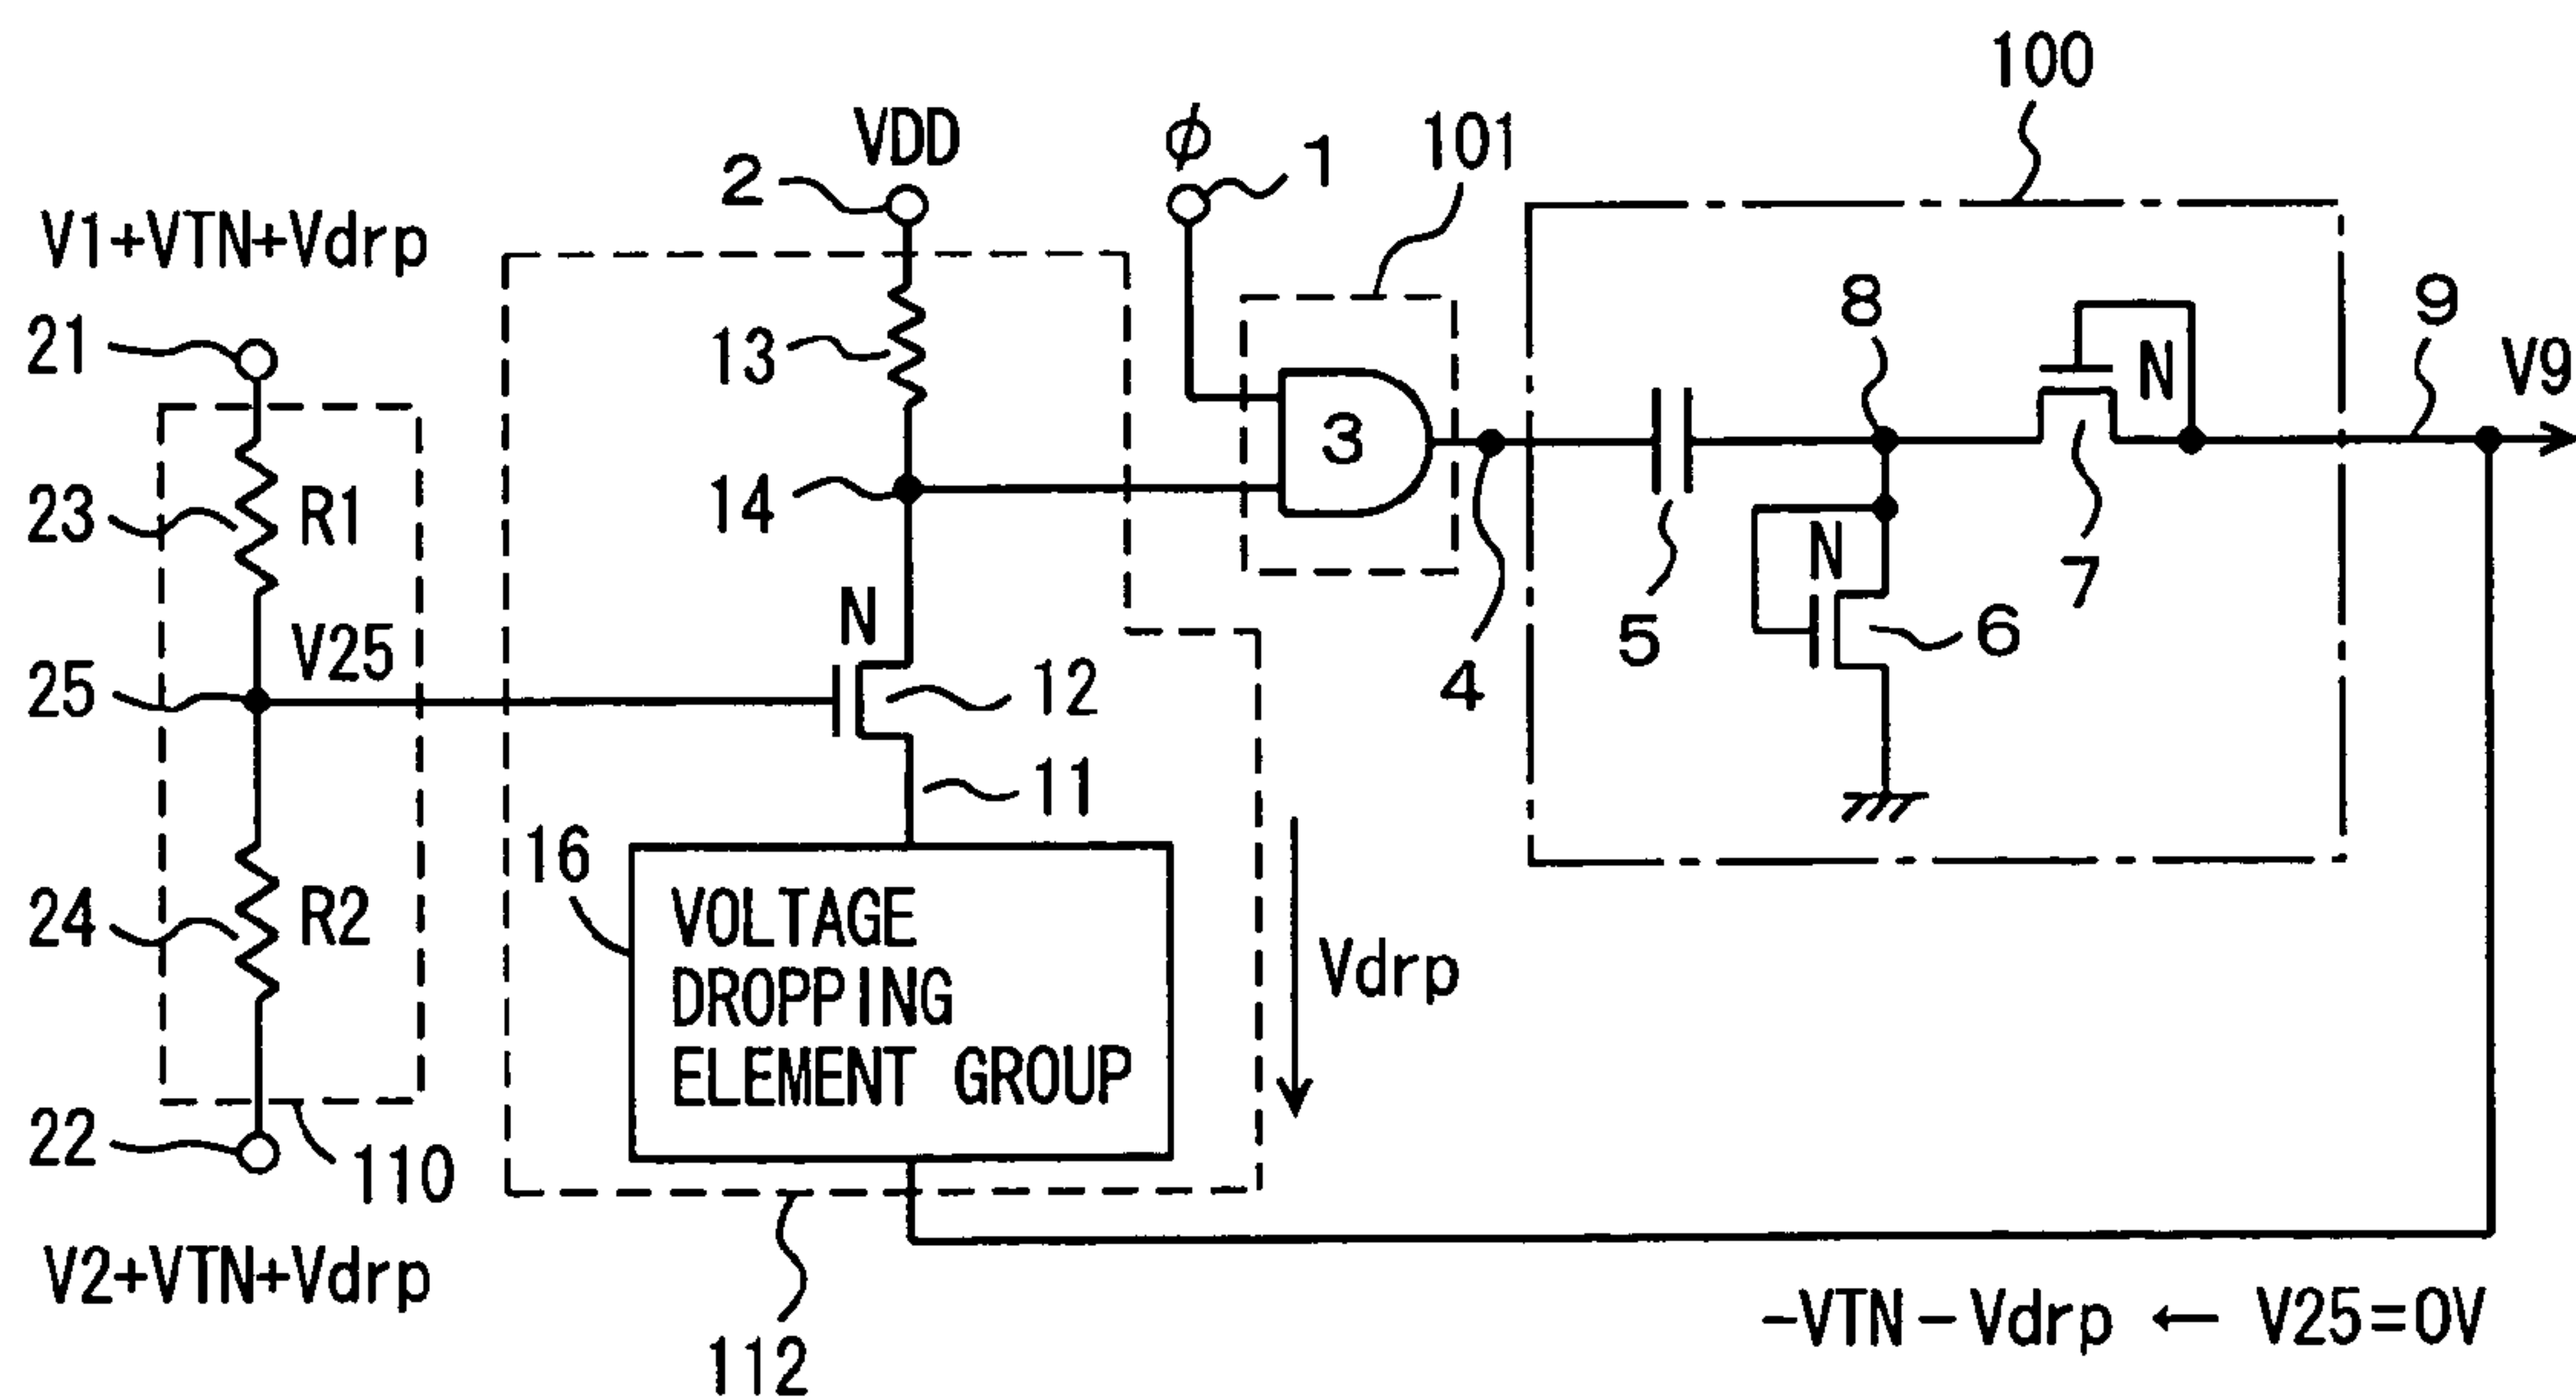 100
VDD
ϕ
101
2
1
V1+VTN+Vdrp
8
9
21
13
N
V9
3
23
R1
14
N
7
V25
N
5
6
25
12
4
11
16
24
R2
VOLTAGE
DROPPING
ELEMENT GROUP
Vdrp
22
110
V2+VTN+Vdrp
-VTN-Vdrp ← V25=0V
112